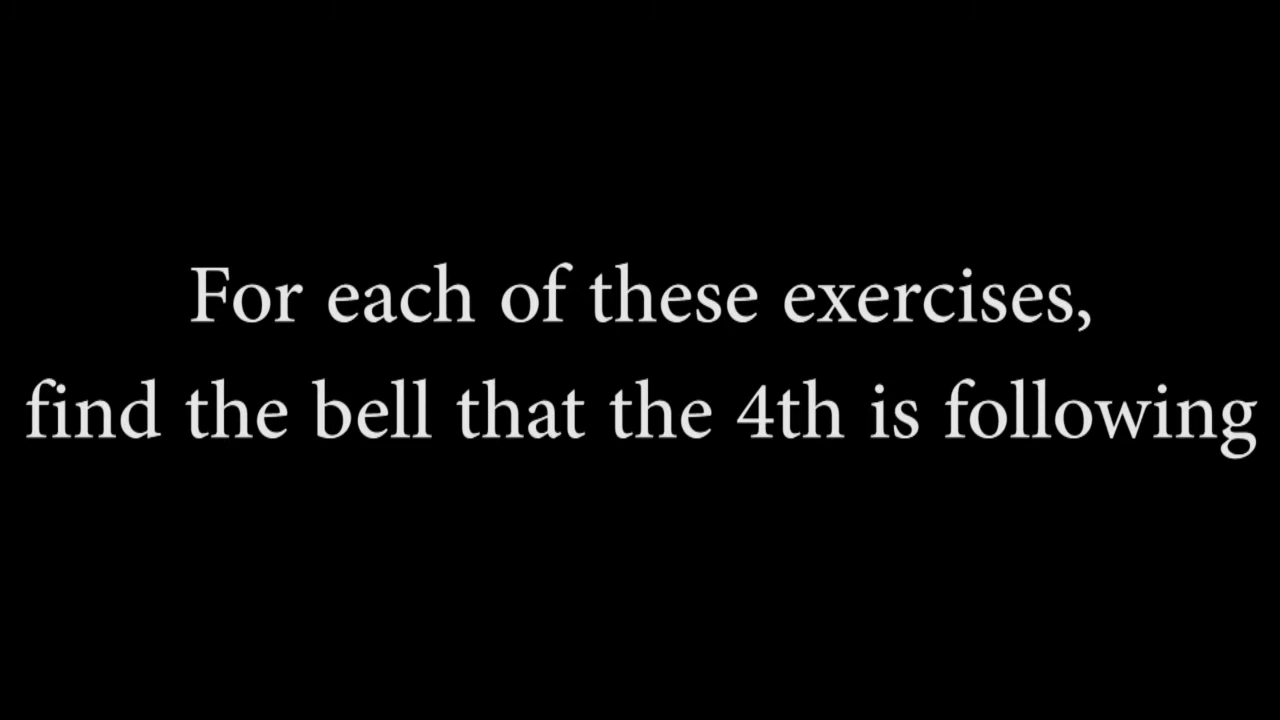 For each of these exercises,
find the bell that the 4th is following